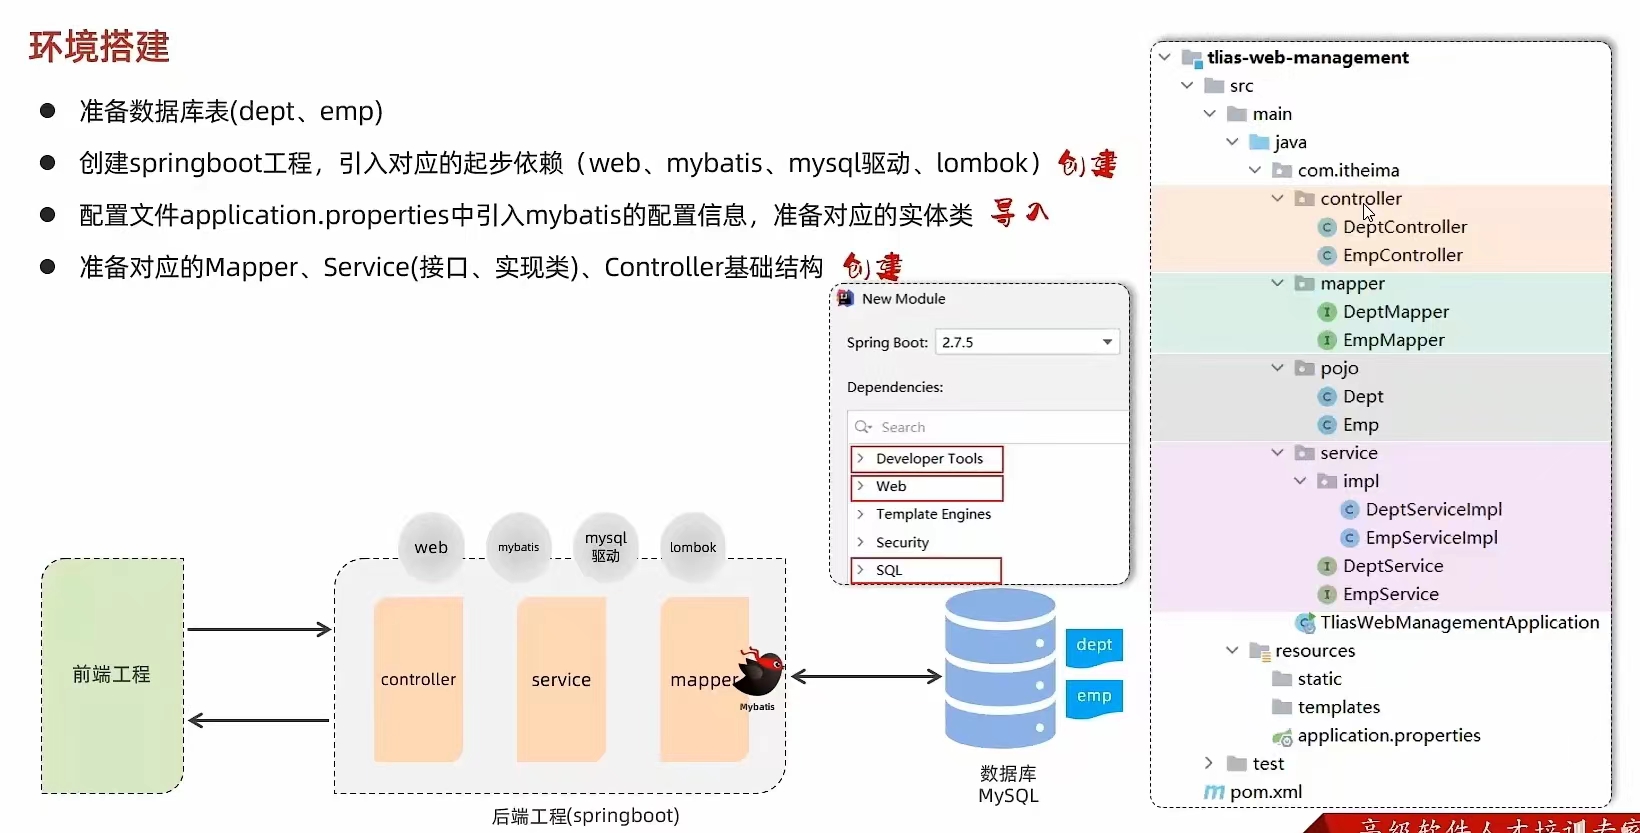 环境搭建
准备数据库表(dept、emp)
创建springboot工程，引入对应的起步依赖（web、mybatis、mysql驱动、lombok）创建
配置文件application.properties中引入mybatis的配置信息，准备对应的实体类 导入
准备对应的Mapper、Service(接口、实现类)、Controller基础结构 创建
New Module
Spring Boot: 2.7.5
Dependencies:
Search
Developer Tools
Web
Template Engines
Security
SQL
web
mybatis
mysql
驱动
lombok
前端工程
controller
service
mapper
Mybatis
后端工程(springboot)
dept
emp
数据库
MySQL
tlias-web-management
src
main
java
com.itheima
controller
DeptController
EmpController
mapper
DeptMapper
EmpMapper
pojo
Dept
Emp
service
impl
DeptServiceImpl
EmpServiceImpl
DeptService
EmpService
TliasWebManagementApplication
resources
static
templates
application.properties
test
pom.xml
高级软件人才培训专家